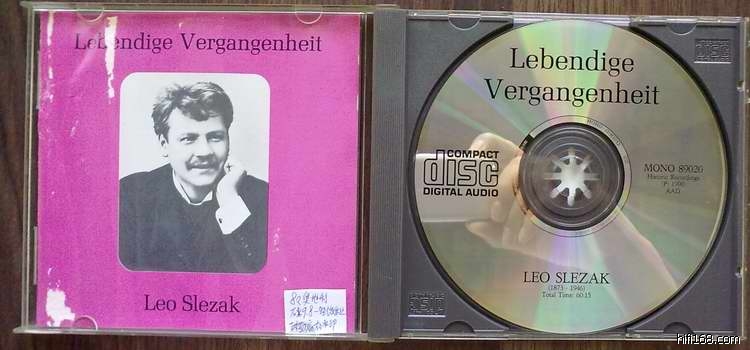 Lebendige Vergangenheit
Leo Slezak
Lebendige
Vergangenheit
COMPACT
disc
DIGITAL AUDIO
MONO 89020
Historic Recordings
(P) 1990
AAD
LEO SLEZAK
(1873 - 1946)
Total Time: 60:15
hifi168.com